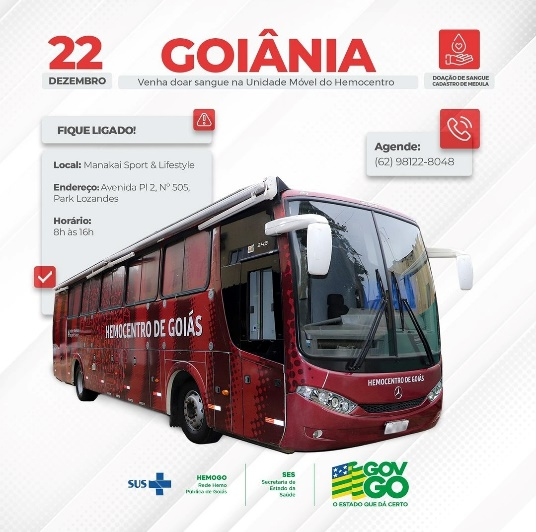 22
DEZEMBRO
GOIÂNIA
Venha doar sangue na Unidade Móvel do Hemocentro
DOAÇÃO DE SANGUE
CADASTRO DE MEDULA
FIQUE LIGADO!
Local: Manakai Sport & Lifestyle
Endereço: Avenida Pl 2, Nº 505,
Park Lozandes
Horário:
8h às 16h
Agende:
(62) 98122-8048
240
HEMOCENTRO DE GOIÁS
HEMOCENTRO DE GOIÁS
SUS
HEMOGO
Rede Hemo
Pública de Goiás
SES
Secretaria de
Estado da
Saúde
GOV
GO
O ESTADO QUE DÁ CERTO